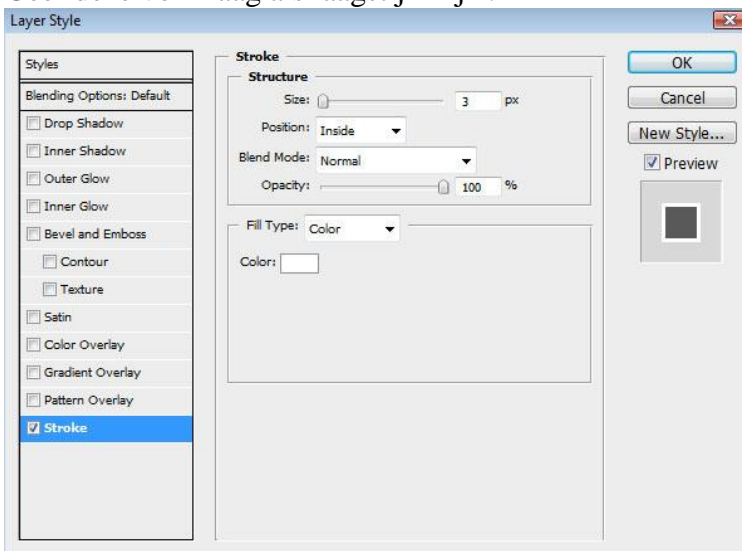 Layer Style
Styles
Blending Options: Default
Drop Shadow
Inner Shadow
Outer Glow
Inner Glow
Bevel and Emboss
Contour
Texture
Satin
Color Overlay
Gradient Overlay
Pattern Overlay
Stroke
Stroke
Structure
Size: 3 px
Position: Inside
Blend Mode: Normal
Opacity: 100 %
Fill Type: Color
Color:
OK
Cancel
New Style...
Preview